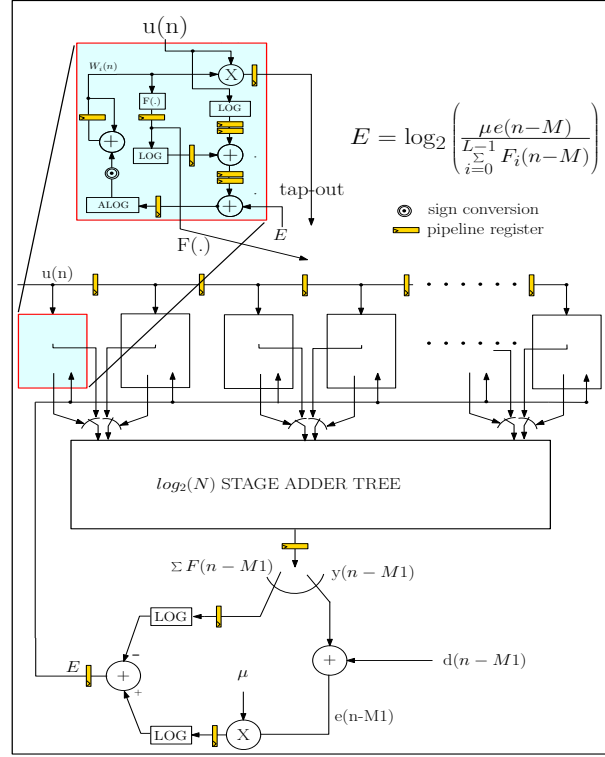 u(n)
W_i(n)
X
F(.)
LOG
+
LOG
+
.
.
ALOG
+
E
tap-out
F(.)
E = log_2 ( μe(n−M) / Σ_{i=0}^{L−1} F_i(n−M) )
sign conversion
pipeline register
u(n)
. . . . . .
. . . . . .
log_2(N) STAGE ADDER TREE
Σ F(n − M1)
y(n − M1)
LOG
−
E
+
+
+
d(n − M1)
μ
e(n-M1)
LOG
X